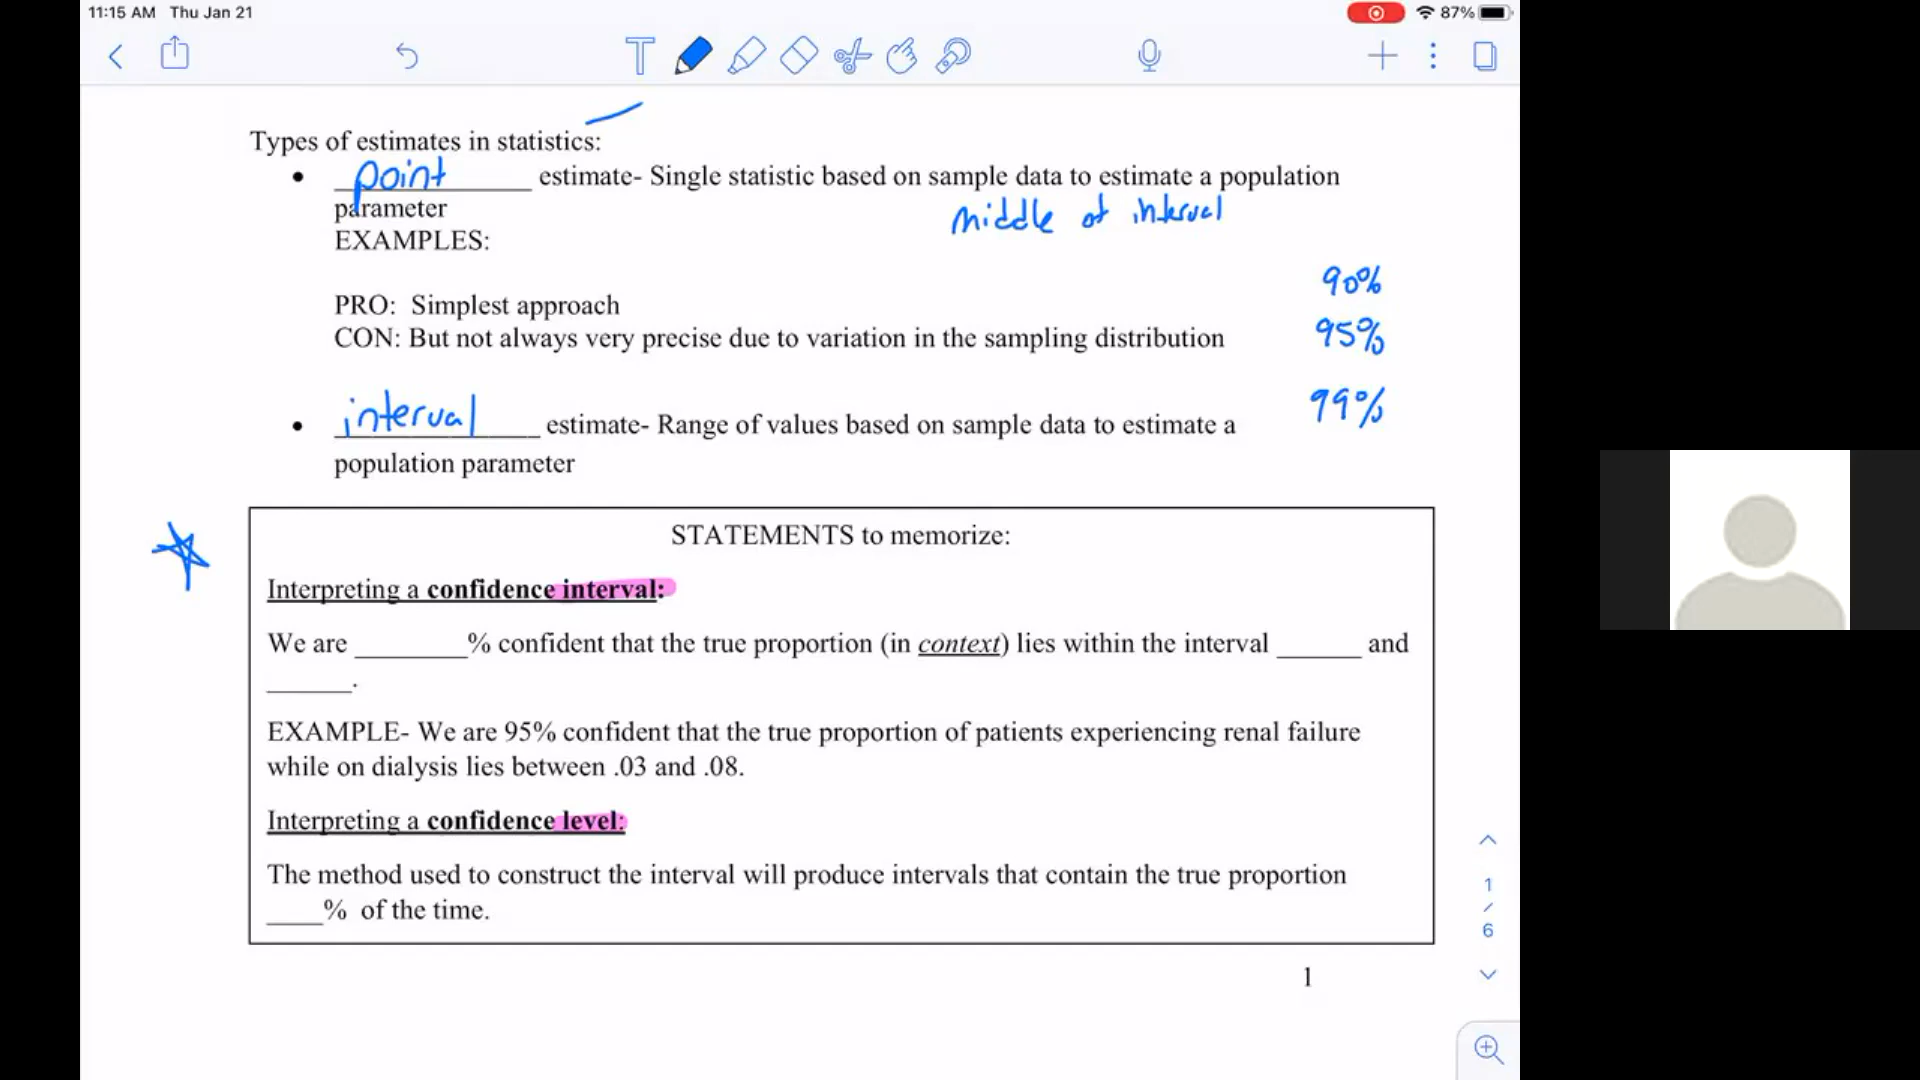 11:15 AM Thu Jan 21
87%
Types of estimates in statistics:
• point estimate- Single statistic based on sample data to estimate a population
parameter
middle of interval
EXAMPLES:
90%
PRO: Simplest approach
CON: But not always very precise due to variation in the sampling distribution
95%
99%
• interval estimate- Range of values based on sample data to estimate a
population parameter
STATEMENTS to memorize:
Interpreting a confidence interval:
We are ________% confident that the true proportion (in context) lies within the interval ______ and
______.
EXAMPLE- We are 95% confident that the true proportion of patients experiencing renal failure
while on dialysis lies between .03 and .08.
Interpreting a confidence level:
The method used to construct the interval will produce intervals that contain the true proportion
____% of the time.
1
/
6
1